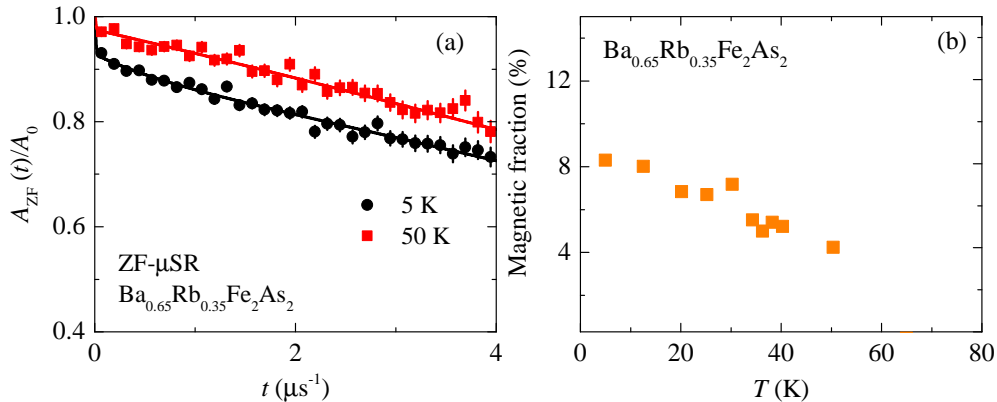 1.0
0.8
0.6
0.4
0
2
4
A_ZF (t)/A_0
t (μs⁻¹)
(a)
5 K
50 K
ZF-μSR
Ba₀.₆₅Rb₀.₃₅Fe₂As₂
12
8
4
0
20
40
60
80
Magnetic fraction (%)
T (K)
Ba₀.₆₅Rb₀.₃₅Fe₂As₂
(b)